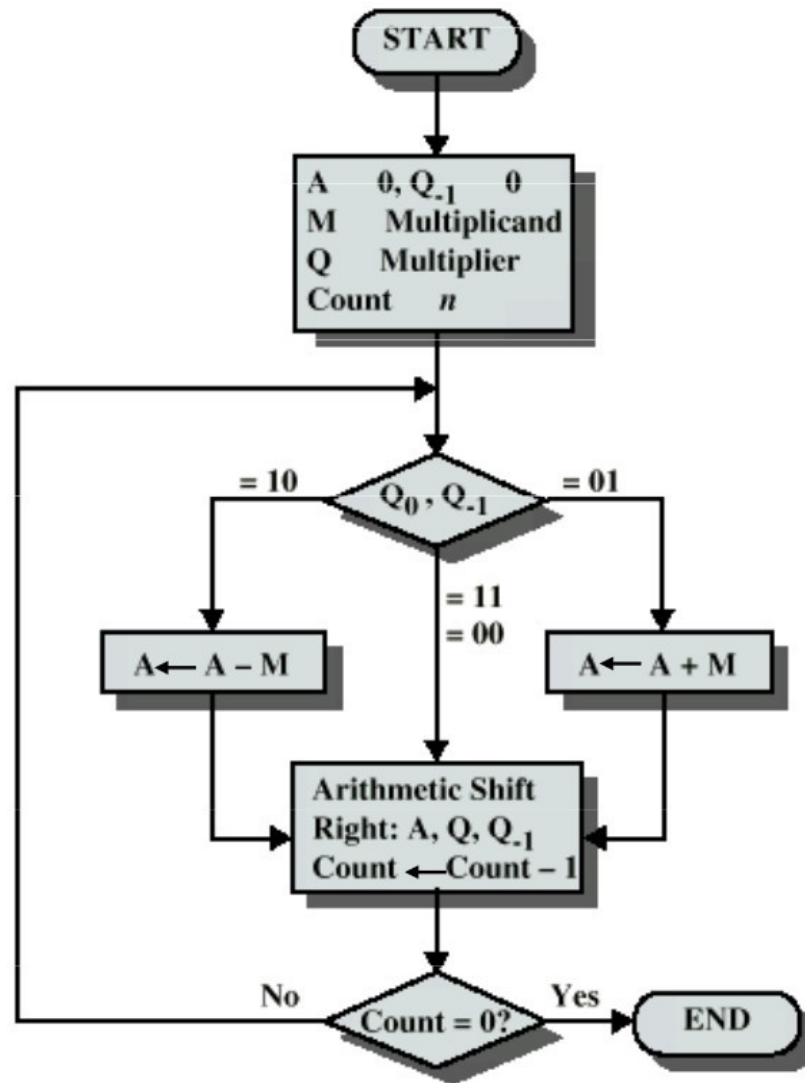 START
A 0, Q-1 0
M Multiplicand
Q Multiplier
Count n
= 10
Q0 , Q-1
= 01
= 11
= 00
A ← A – M
A ← A + M
Arithmetic Shift
Right: A, Q, Q-1
Count ← Count – 1
No
Count = 0?
Yes
END